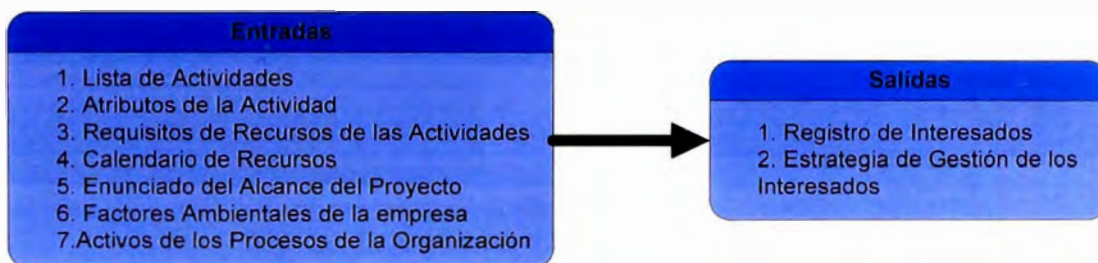 Entradas
1. Lista de Actividades
2. Atributos de la Actividad
3. Requisitos de Recursos de las Actividades
4. Calendario de Recursos
5. Enunciado del Alcance del Proyecto
6. Factores Ambientales de la empresa
7.Activos de los Procesos de la Organización
Salidas
1. Registro de Interesados
2. Estrategia de Gestión de los
Interesados